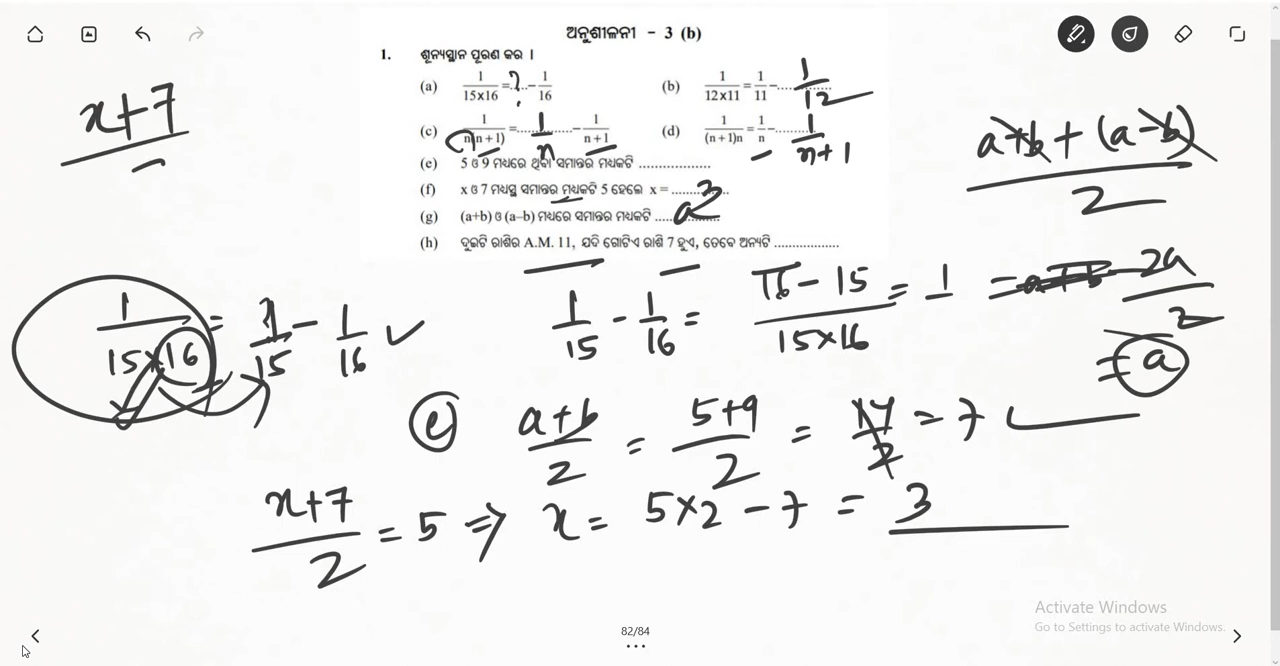 ଅନୁଶୀଳନୀ - 3 (b)
1. ଶୂନ୍ୟସ୍ଥାନ ପୂରଣ କର ।
(a) 1/15x16 = ..?.. - 1/16
(b) 1/12x11 = 1/11 - ...1/12...
(c) 1/n(n+1) = ...1/n... - 1/n+1
(d) 1/(n+1)n = 1/n - ...1/n+1...
(e) 5 ଓ 9 ମଧ୍ୟରେ ଥିବା ସମାନ୍ତର ମଧ୍ୟକଟି ...................
(f) x ଓ 7 ମଧ୍ୟସ୍ଥ ସମାନ୍ତର ମଧ୍ୟକଟି 5 ହେଲେ x = ....3....
(g) (a+b) ଓ (a–b) ମଧ୍ୟରେ ସମାନ୍ତର ମଧ୍ୟକଟି .....a.....
(h) ଦୁଇଟି ରାଶିର A.M. 11, ଯଦି ଗୋଟିଏ ରାଶି 7 ହୁଏ, ତେବେ ଅନ୍ୟଟି ..................
x+7
a+b + (a-b) / 2
= 2a/2
= a
1/15×16 = 1/15 - 1/16 ✓
1/15 - 1/16 = 16-15/15×16 = 1
(e) a+b/2 = 5+9/2 = 14/2 = 7
x+7/2 = 5 ⇒ x = 5×2 - 7 = 3
82/84
Activate Windows
Go to Settings to activate Windows.